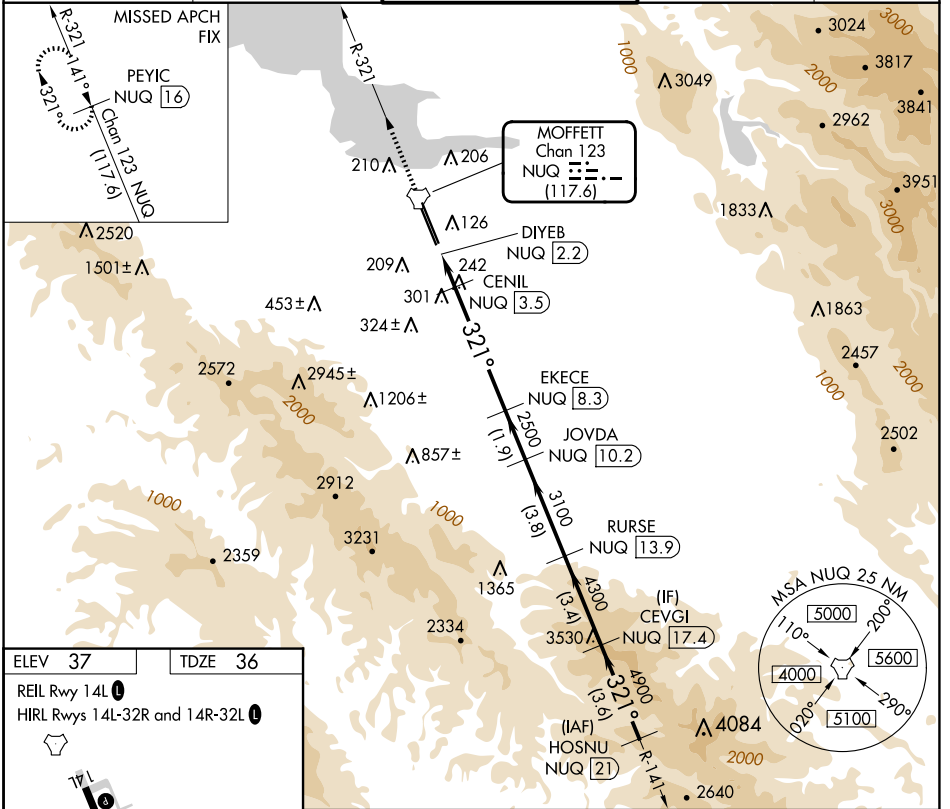 MISSED APCH
FIX
R-321
141°
321°
PEYIC
NUQ 16
Chan 123 NUQ
(117.6)
R-321
MOFFETT
Chan 123
NUQ
(117.6)
3000
3024
3817
2000
3841
1000
3049
2962
3951
3000
1833
210
206
126
2520
1501±
DIYEB
NUQ 2.2
209
242
CENIL
NUQ 3.5
301
453±
324±
321°
1863
2457
2000
1000
2572
2945±
2000
1206±
EKECE
NUQ 8.3
2500
(1.9)
JOVDA
NUQ 10.2
2502
857±
2912
1000
1000
3100
(3.8)
3231
2359
RURSE
NUQ 13.9
1365
4300
(3.4)
2334
(IF)
CEVGI
NUQ 17.4
3530
4900
321°
(3.6)
(IAF)
HOSNU
NUQ 21
R-141
4084
2000
2640
MSA NUQ 25 NM
5000
110°
200°
4000
5600
020°
290°
5100
ELEV 37
TDZE 36
REIL Rwy 14L L
HIRL Rwys 14L-32R and 14R-32L L
14L
P